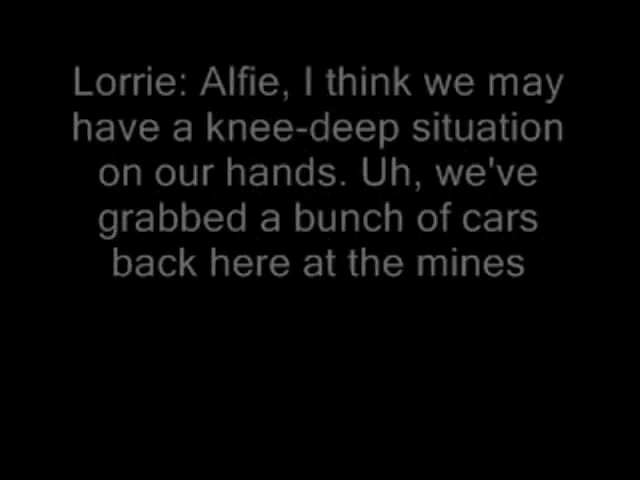 Lorrie: Alfie, I think we may
have a knee-deep situation
on our hands. Uh, we've
grabbed a bunch of cars
back here at the mines